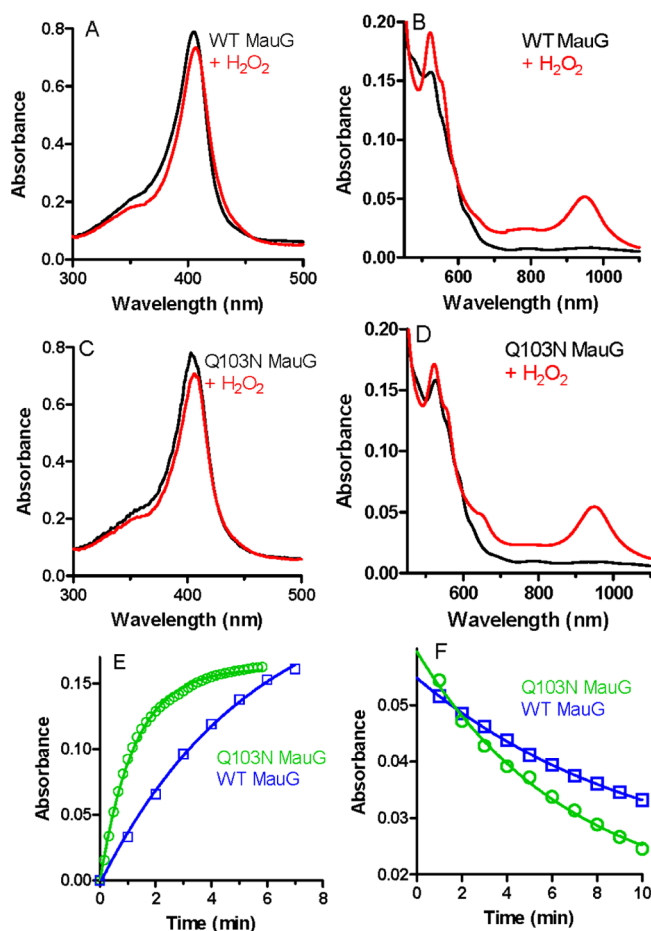 A
WT MauG
+ H₂O₂
Absorbance
0.8
0.6
0.4
0.2
0.0
300
400
500
Wavelength (nm)
B
WT MauG
+ H₂O₂
Absorbance
0.20
0.15
0.10
0.05
0.00
600
800
1000
Wavelength (nm)
C
Q103N MauG
+ H₂O₂
Absorbance
0.8
0.6
0.4
0.2
0.0
300
400
500
Wavelength (nm)
D
Q103N MauG
+ H₂O₂
Absorbance
0.20
0.15
0.10
0.05
0.00
600
800
1000
Wavelength (nm)
E
Q103N MauG
WT MauG
Absorbance
0.15
0.10
0.05
0.00
0
2
4
6
8
Time (min)
F
Q103N MauG
WT MauG
Absorbance
0.05
0.04
0.03
0.02
0
2
4
6
8
10
Time (min)